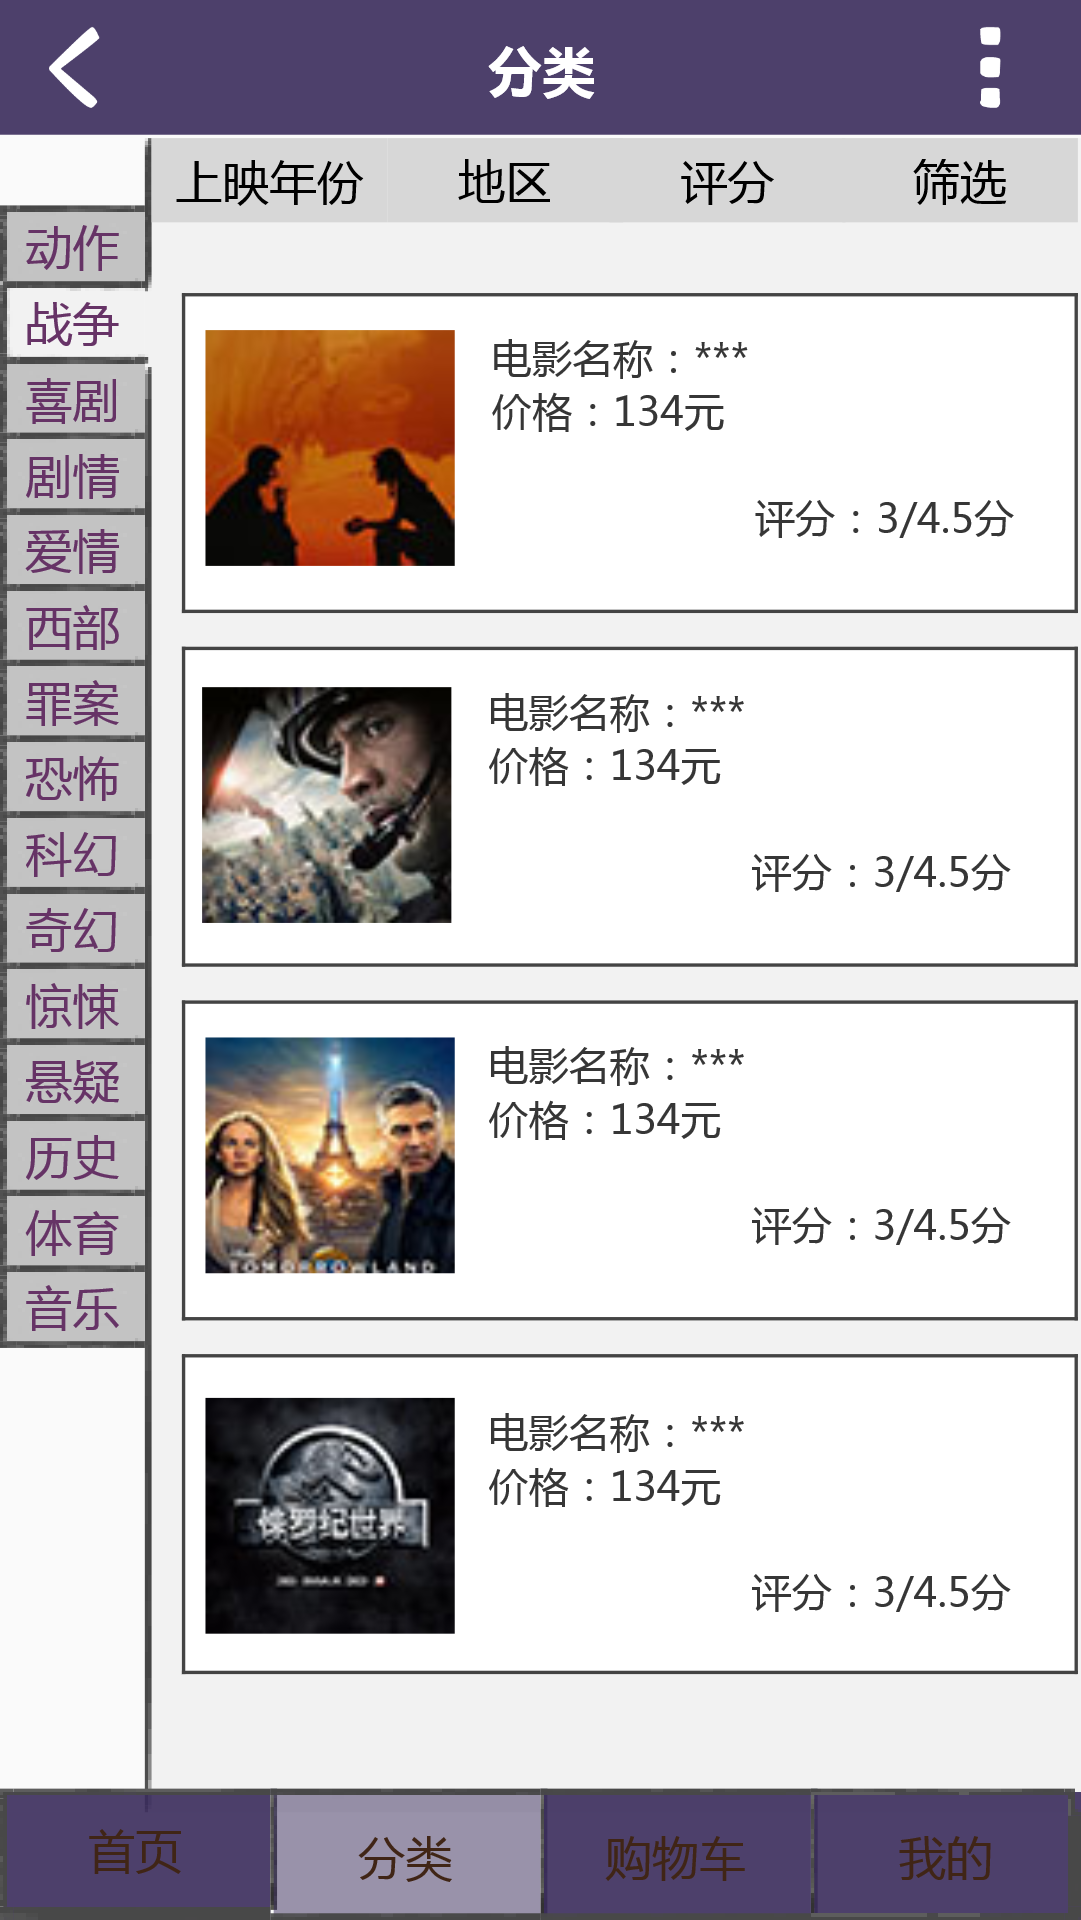 分类
上映年份 地区 评分 筛选
动作
战争
喜剧
剧情
爱情
西部
罪案
恐怖
科幻
奇幻
惊悚
悬疑
历史
体育
音乐
电影名称：***
价格：134元
评分：3/4.5分
电影名称：***
价格：134元
评分：3/4.5分
电影名称：***
价格：134元
评分：3/4.5分
TOMORROWLAND
电影名称：***
价格：134元
评分：3/4.5分
侏罗纪世界
首页 分类 购物车 我的